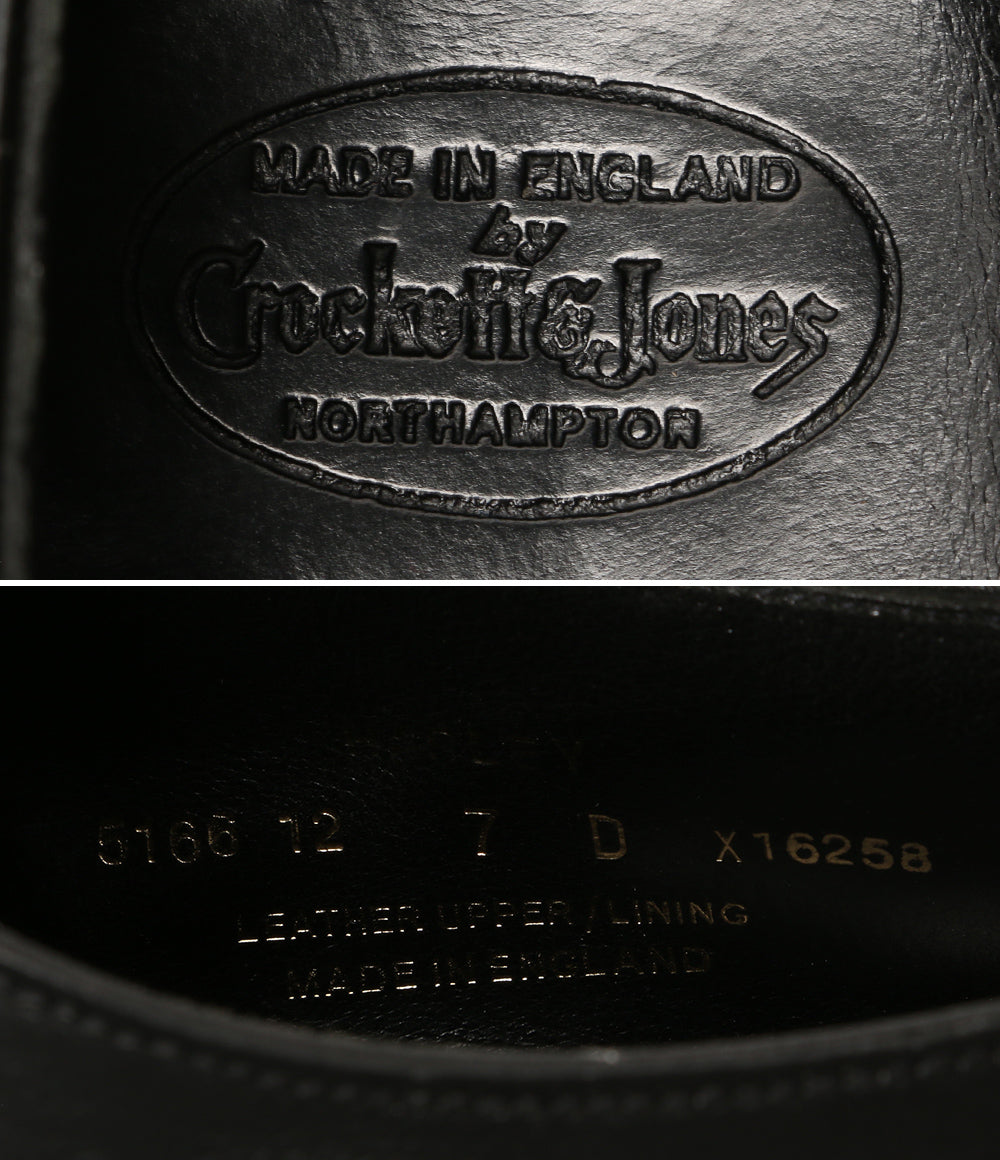 MADE IN ENGLAND
by
Crockett & Jones
NORTHAMPTON
5166 12 7 D X16258
LEATHER UPPER/LINING
MADE IN ENGLAND